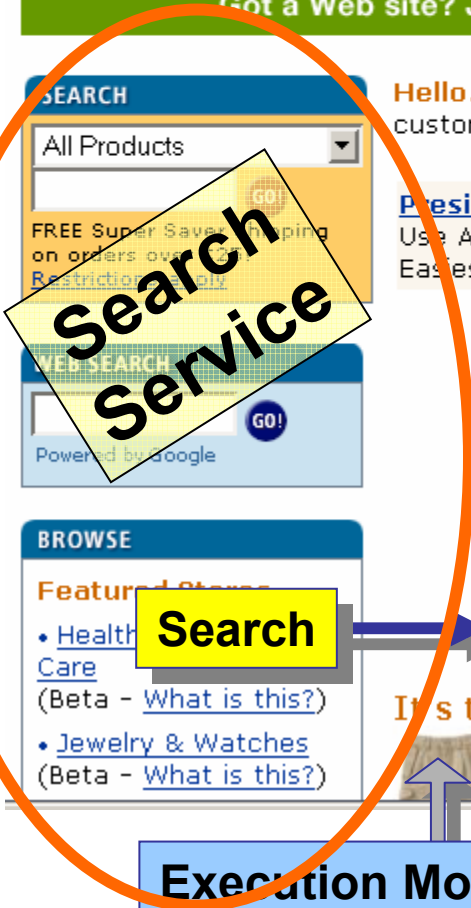 Got a Web site? J
SEARCH
Hello
custor
All Products
GO!
FREE Super Saver Shipping
on orders over $25!
Restrictions apply
Presi
Use A
Easies
Search
Service
WEB SEARCH
GO!
Powered by Google
BROWSE
Featured Stores
• Health
Care
(Beta - What is this?)
• Jewelry & Watches
(Beta - What is this?)
Search
It's t
Execution Mo